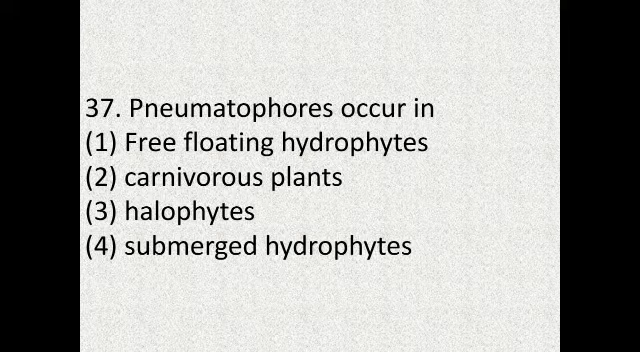 37. Pneumatophores occur in
(1) Free floating hydrophytes
(2) carnivorous plants
(3) halophytes
(4) submerged hydrophytes